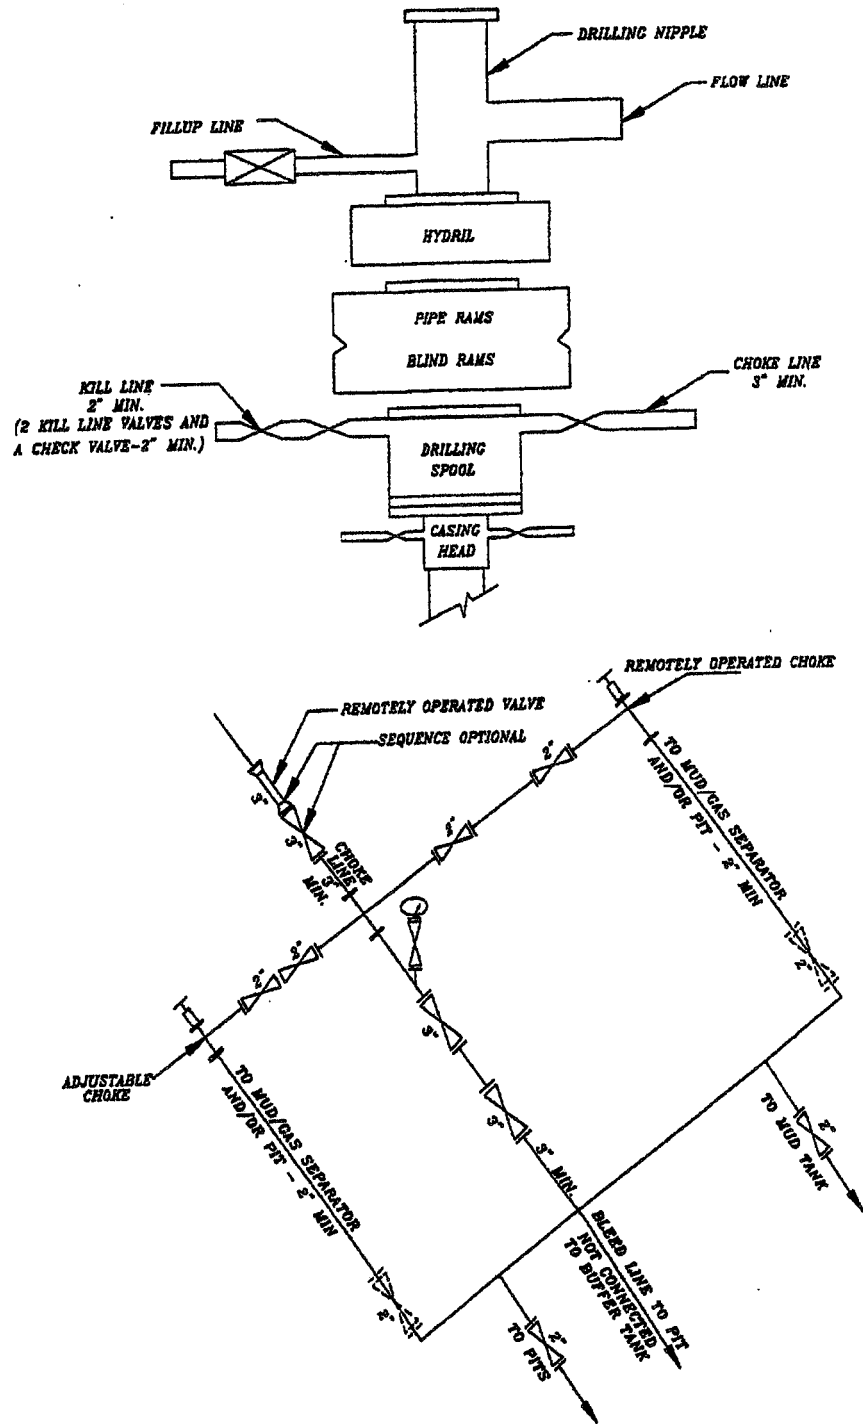 DRILLING NIPPLE
FLOW LINE
FILLUP LINE
HYDRIL
PIPE RAMS
BLIND RAMS
KILL LINE
2" MIN.
(2 KILL LINE VALVES AND
A CHECK VALVE-2" MIN.)
CHOKE LINE
3" MIN.
DRILLING
SPOOL
CASING
HEAD
REMOTELY OPERATED CHOKE
REMOTELY OPERATED VALVE
SEQUENCE OPTIONAL
3"
3"
CHOKE
LINE
3"
MIN.
2"
2"
TO MUD/GAS SEPARATOR
AND/OR PIT - 2" MIN
2"
2"
2"
3"
3"
3" MIN.
ADJUSTABLE
CHOKE
TO MUD/GAS SEPARATOR
AND/OR PIT - 2" MIN
2"
2"
TO MUD TANK
BLEED LINE TO PIT
NOT CONNECTED
TO BUFFER TANK
2"
TO PITS